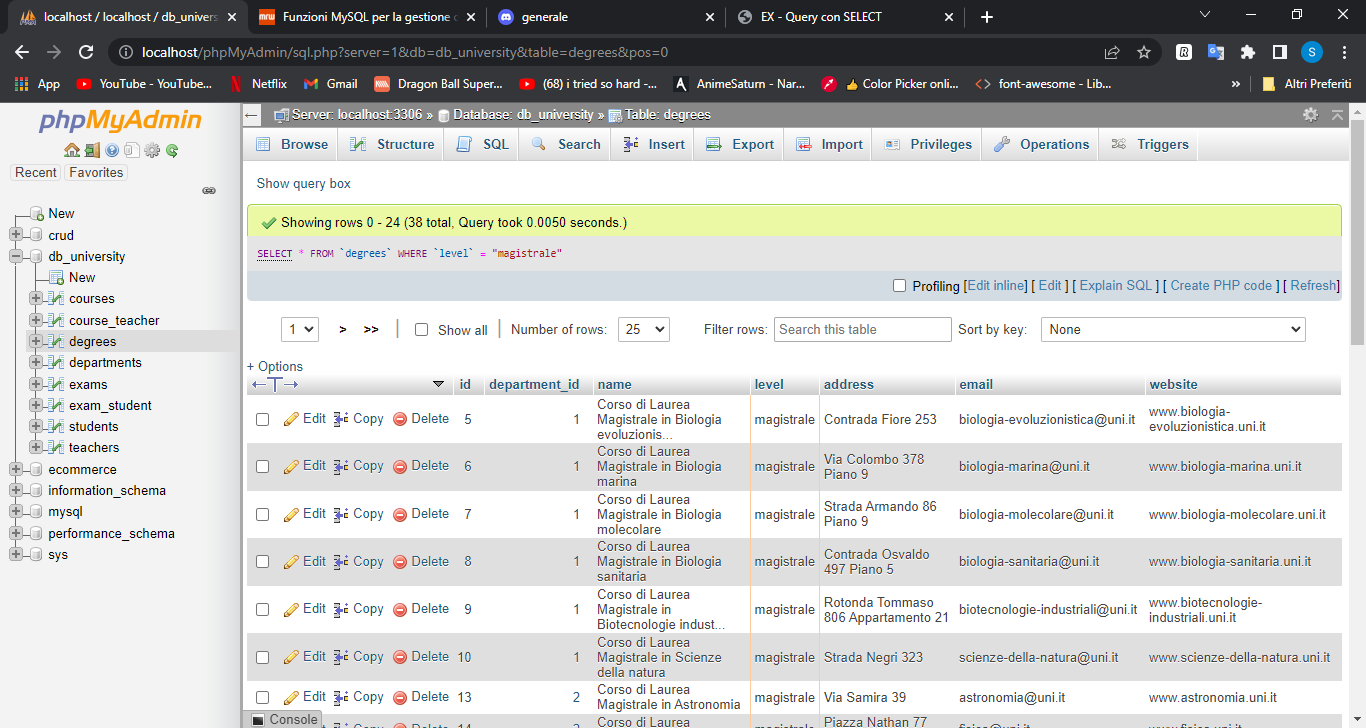 localhost / localhost / db_univers
Funzioni MySQL per la gestione
generale
EX - Query con SELECT
localhost/phpMyAdmin/sql.php?server=1&db=db_university&table=degrees&pos=0
S
App
YouTube - YouTube...
Netflix
Gmail
Dragon Ball Super...
(68) i tried so hard -...
AnimeSaturn - Nar...
Color Picker onli...
font-awesome - Lib...
»
Altri Preferiti
phpMyAdmin
Recent
Favorites
New
crud
db_university
New
courses
course_teacher
degrees
departments
exams
exam_student
students
teachers
ecommerce
information_schema
mysql
performance_schema
sys
Server: localhost:3306 » Database: db_university » Table: degrees
Browse
Structure
SQL
Search
Insert
Export
Import
Privileges
Operations
Triggers
Show query box
Showing rows 0 - 24 (38 total, Query took 0.0050 seconds.)
SELECT * FROM `degrees` WHERE `level` = "magistrale"
Profiling [Edit inline] [ Edit ] [ Explain SQL ] [ Create PHP code ] [ Refresh]
1 > >> | Show all | Number of rows: 25 Filter rows: Search this table Sort by key: None
+ Options
id department_id name level address email website
Edit Copy Delete 5 1
Corso di Laurea
Magistrale in Biologia
evoluzionis...
magistrale
Contrada Fiore 253
biologia-evoluzionistica@uni.it
www.biologia-
evoluzionistica.uni.it
Edit Copy Delete 6 1
Corso di Laurea
Magistrale in Biologia
marina
magistrale
Via Colombo 378
Piano 9
biologia-marina@uni.it
www.biologia-marina.uni.it
Edit Copy Delete 7 1
Corso di Laurea
Magistrale in Biologia
molecolare
magistrale
Strada Armando 86
Piano 9
biologia-molecolare@uni.it
www.biologia-molecolare.uni.it
Edit Copy Delete 8 1
Corso di Laurea
Magistrale in Biologia
sanitaria
magistrale
Contrada Osvaldo
497 Piano 5
biologia-sanitaria@uni.it
www.biologia-sanitaria.uni.it
Edit Copy Delete 9 1
Corso di Laurea
Magistrale in
Biotecnologie indust...
magistrale
Rotonda Tommaso
806 Appartamento 21
biotecnologie-industriali@uni.it
www.biotecnologie-
industriali.uni.it
Edit Copy Delete 10 1
Corso di Laurea
Magistrale in Scienze
della natura
magistrale
Strada Negri 323
scienze-della-natura@uni.it
www.scienze-della-natura.uni.it
Edit Copy Delete 13 2
Corso di Laurea
Magistrale in Astronomia
magistrale
Via Samira 39
astronomia@uni.it
www.astronomia.uni.it
Corso di Laurea
Piazza Nathan 77
Console